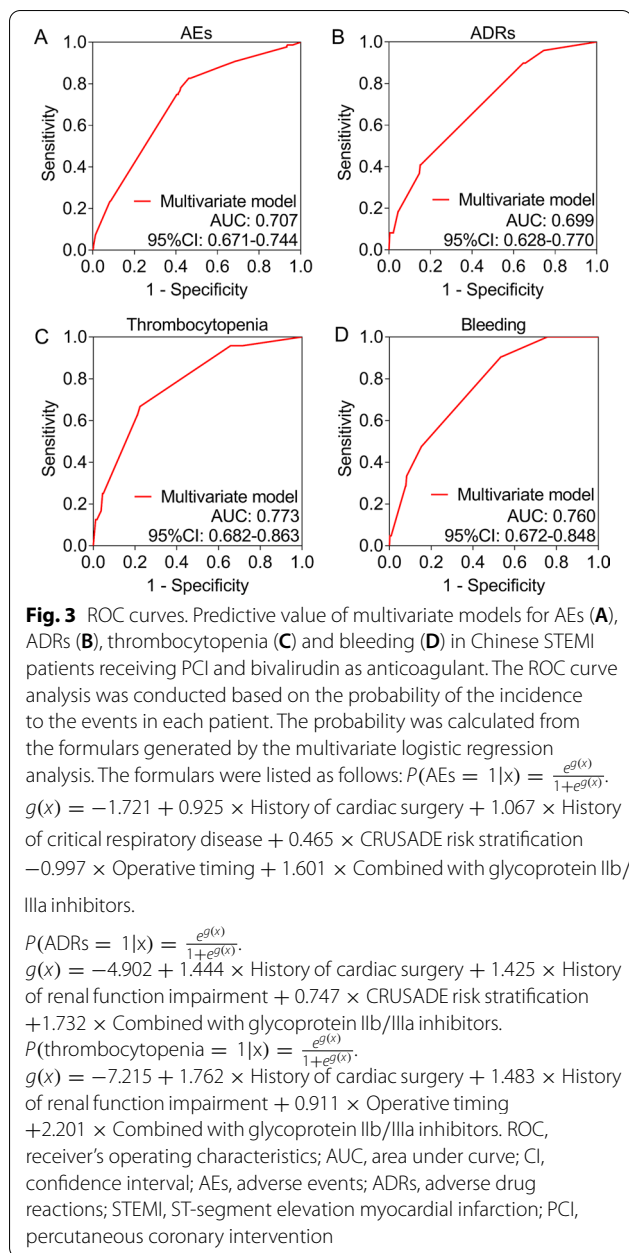 A
AEs
1.0
0.8
0.6
0.4
0.2
0.0
Sensitivity
Multivariate model
AUC: 0.707
95%CI: 0.671-0.744
0.0 0.2 0.4 0.6 0.8 1.0
1 - Specificity
B
ADRs
1.0
0.8
0.6
0.4
0.2
0.0
Sensitivity
Multivariate model
AUC: 0.699
95%CI: 0.628-0.770
0.0 0.2 0.4 0.6 0.8 1.0
1 - Specificity
C
Thrombocytopenia
1.0
0.8
0.6
0.4
0.2
0.0
Sensitivity
Multivariate model
AUC: 0.773
95%CI: 0.682-0.863
0.0 0.2 0.4 0.6 0.8 1.0
1 - Specificity
D
Bleeding
1.0
0.8
0.6
0.4
0.2
0.0
Sensitivity
Multivariate model
AUC: 0.760
95%CI: 0.672-0.848
0.0 0.2 0.4 0.6 0.8 1.0
1 - Specificity
Fig. 3 ROC curves. Predictive value of multivariate models for AEs (A),
ADRs (B), thrombocytopenia (C) and bleeding (D) in Chinese STEMI
patients receiving PCI and bivalirudin as anticoagulant. The ROC curve
analysis was conducted based on the probability of the incidence
to the events in each patient. The probability was calculated from
the formulars generated by the multivariate logistic regression
analysis. The formulars were listed as follows: P(AEs = 1|x) = e^g(x)/1+e^g(x).
g(x) = −1.721 + 0.925 × History of cardiac surgery + 1.067 × History
of critical respiratory disease + 0.465 × CRUSADE risk stratification
−0.997 × Operative timing + 1.601 × Combined with glycoprotein IIb/
IIIa inhibitors.
P(ADRs = 1|x) = e^g(x)/1+e^g(x).
g(x) = −4.902 + 1.444 × History of cardiac surgery + 1.425 × History
of renal function impairment + 0.747 × CRUSADE risk stratification
+1.732 × Combined with glycoprotein IIb/IIIa inhibitors.
P(thrombocytopenia = 1|x) = e^g(x)/1+e^g(x).
g(x) = −7.215 + 1.762 × History of cardiac surgery + 1.483 × History
of renal function impairment + 0.911 × Operative timing
+2.201 × Combined with glycoprotein IIb/IIIa inhibitors. ROC,
receiver's operating characteristics; AUC, area under curve; CI,
confidence interval; AEs, adverse events; ADRs, adverse drug
reactions; STEMI, ST-segment elevation myocardial infarction; PCI,
percutaneous coronary intervention